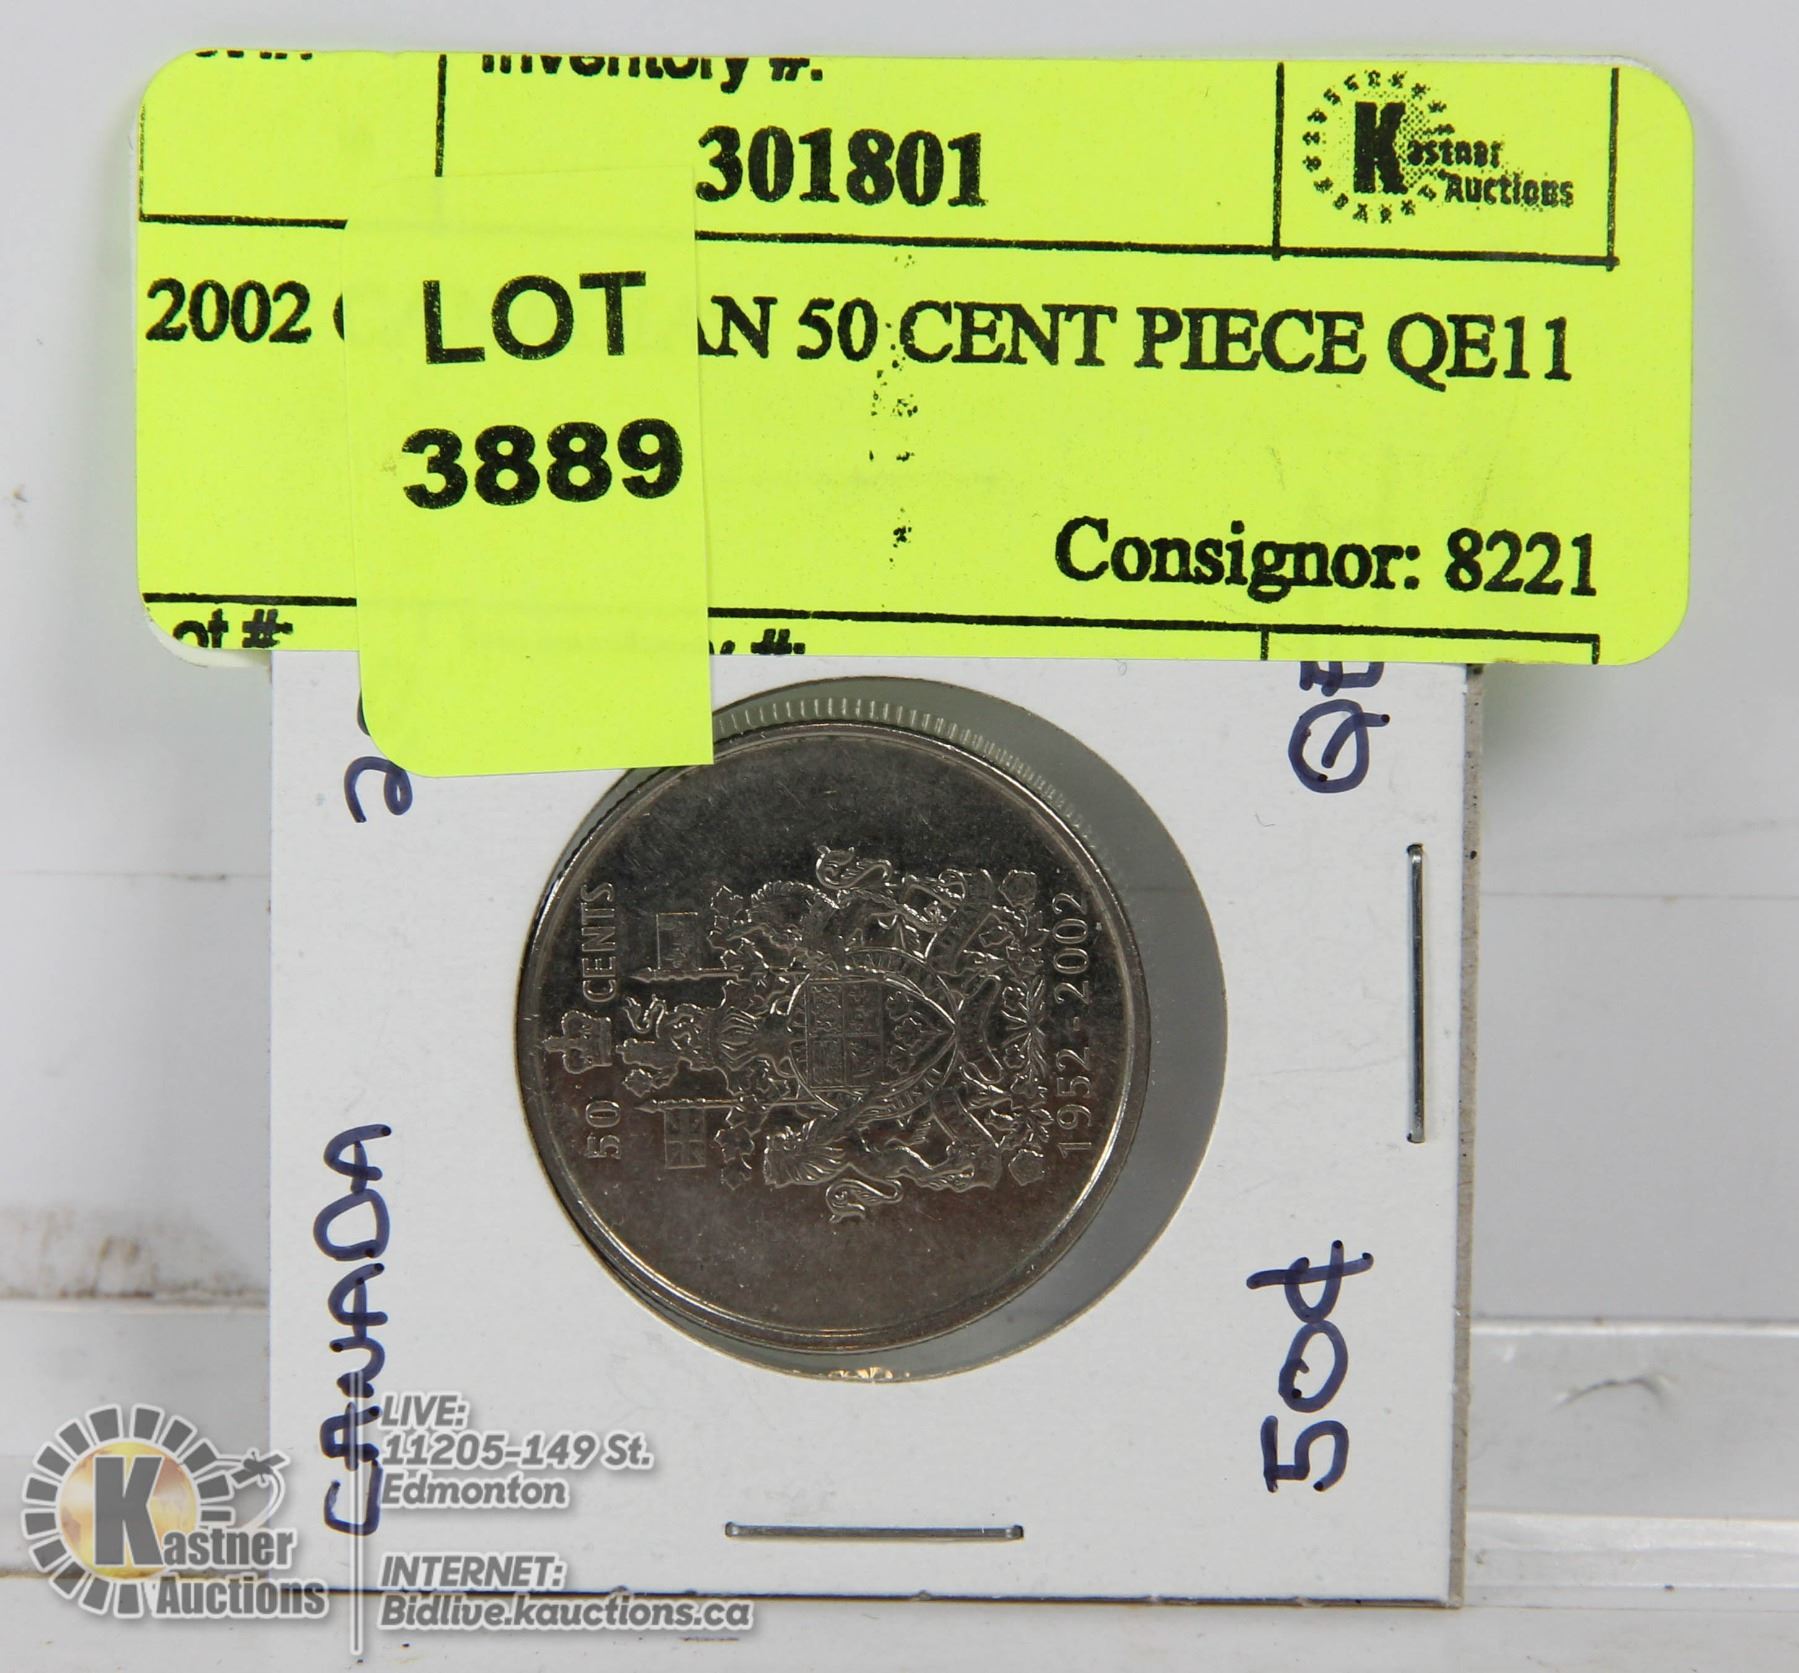 Inventory #:
301801
Kastner
Auctions
2002 AN 50 CENT PIECE QE11
LOT
3889
Consignor: 8221
ot #: y #:
50 CENTS
1952-2002
CANADA
50¢
LIVE:
11205-149 St.
Edmonton
INTERNET:
Bidlive.kauctions.ca
Kastner
Auctions